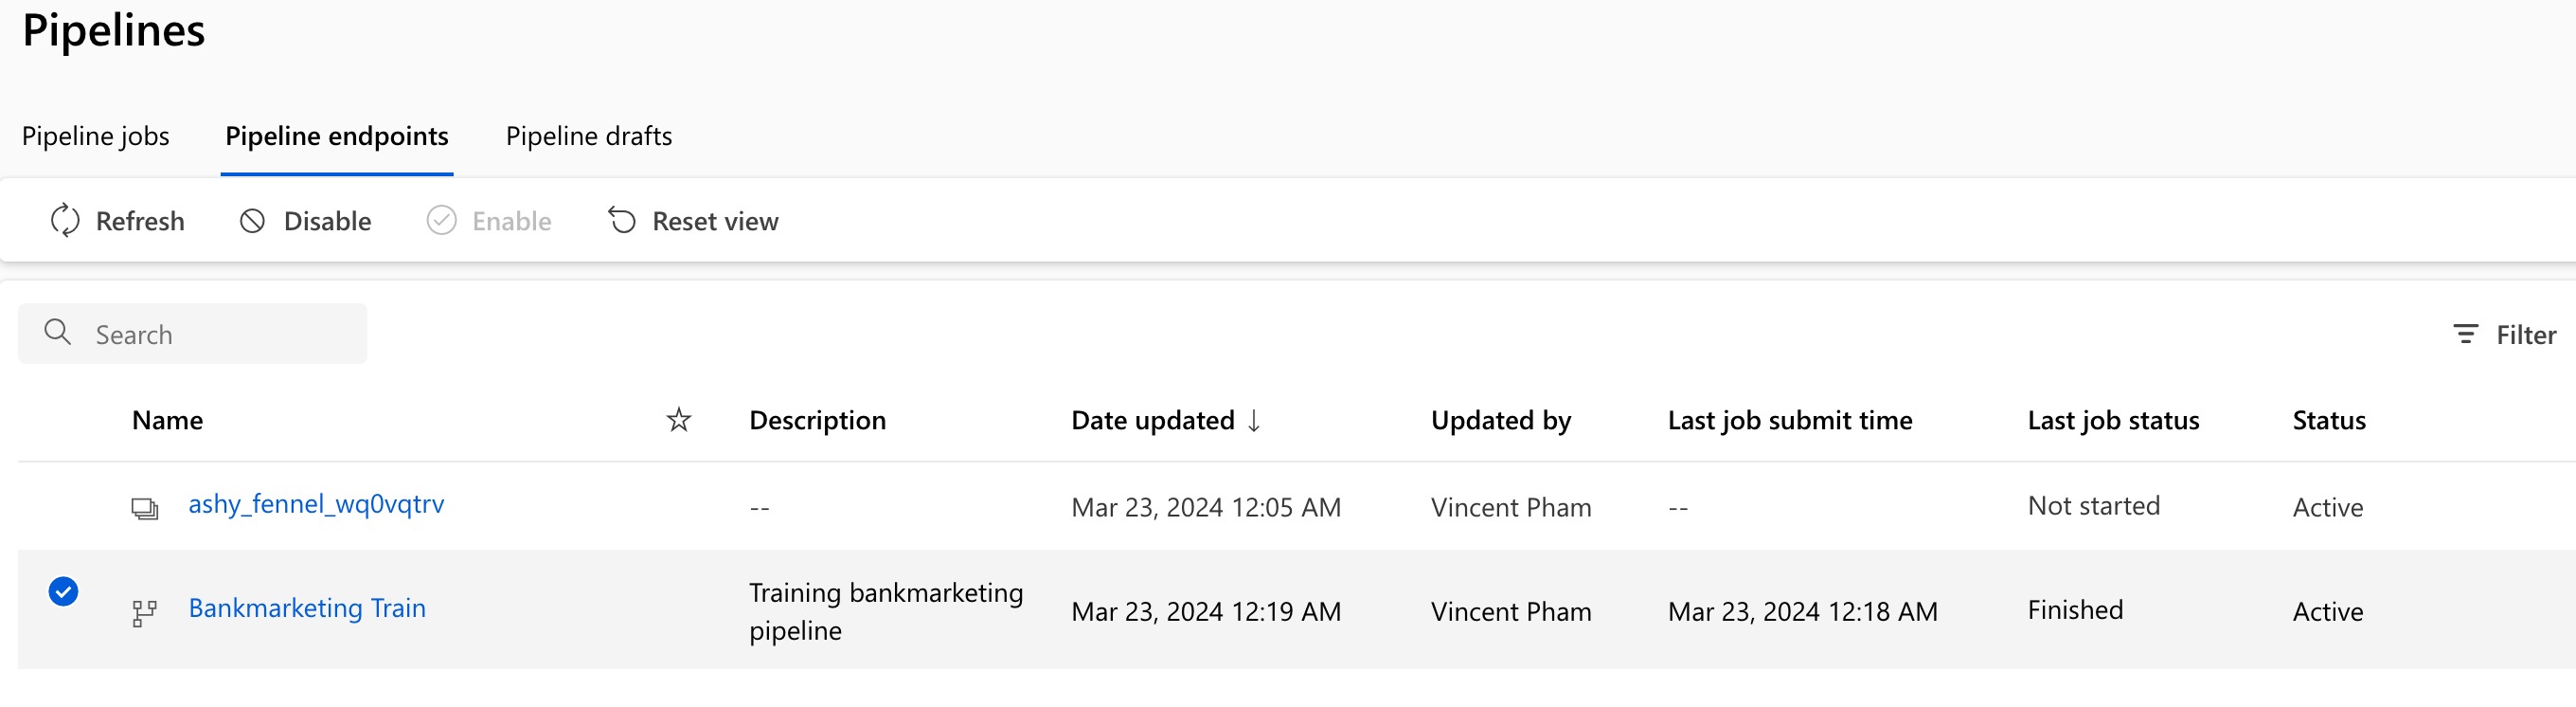 Pipelines
Pipeline jobs Pipeline endpoints Pipeline drafts
Refresh Disable Enable Reset view
Search Filter
Name Description Date updated ↓ Updated by Last job submit time Last job status Status
ashy_fennel_wq0vqtrv -- Mar 23, 2024 12:05 AM Vincent Pham -- Not started Active
Bankmarketing Train Training bankmarketing pipeline Mar 23, 2024 12:19 AM Vincent Pham Mar 23, 2024 12:18 AM Finished Active